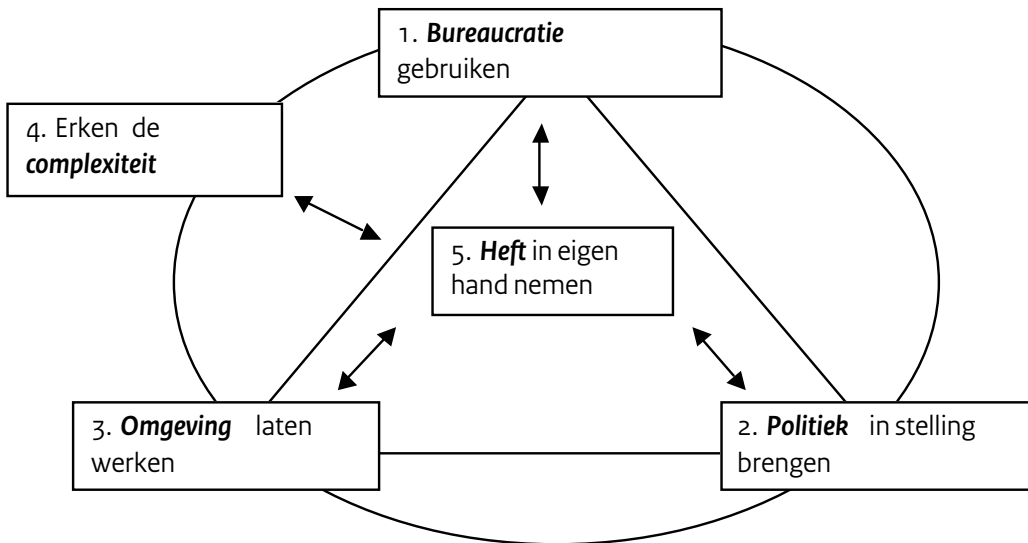 1. Bureaucratie
gebruiken
4. Erken de
complexiteit
5. Heft in eigen
hand nemen
3. Omgeving laten
werken
2. Politiek in stelling
brengen